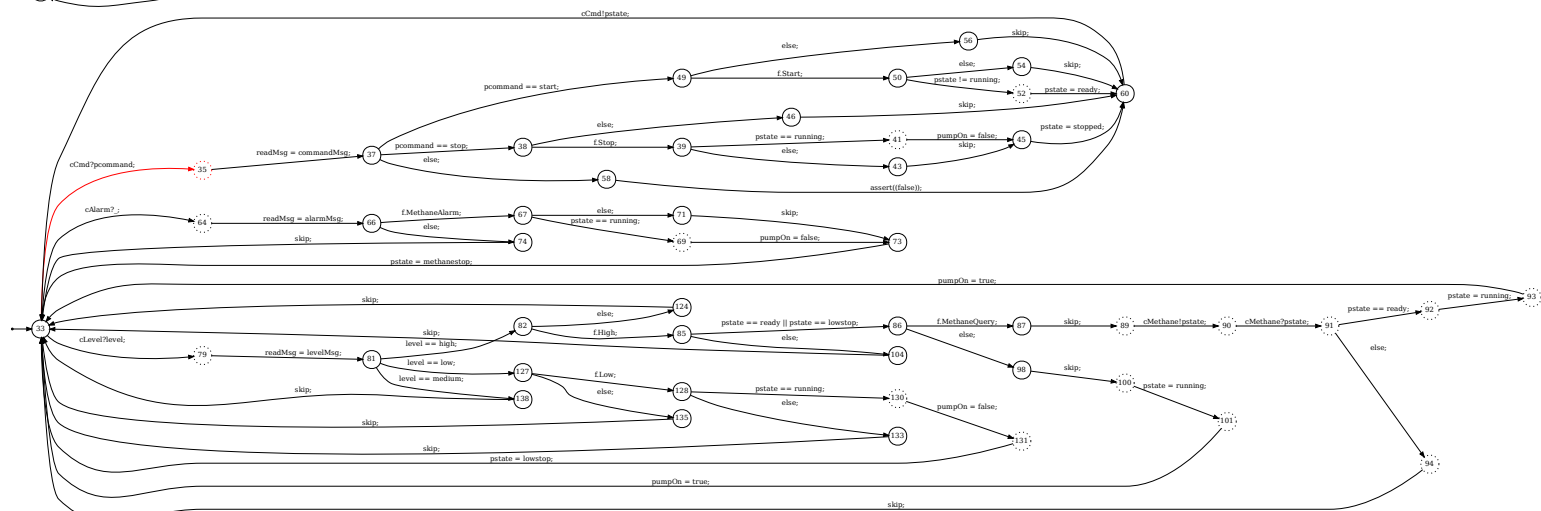 cCmd!pstate;
else;
56
skip;
49
f.Start;
50
else;
54
skip;
pstate != running;
52
pstate = ready;
60
pcommand == start;
46
skip;
else;
pstate = stopped;
cCmd?pcommand;
35
readMsg = commandMsg;
37
pcommand == stop;
38
f.Stop;
39
pstate == running;
41
pumpOn = false;
45
else;
else;
43
skip;
58
assert((false));
cAlarm?_;
64
readMsg = alarmMsg;
66
f.MethaneAlarm;
67
else;
71
skip;
pstate == running;
else;
69
pumpOn = false;
73
skip;
74
pstate = methanestop;
pumpOn = true;
93
pstate = running;
skip;
124
else;
pstate == ready;
92
33
skip;
82
f.High;
85
pstate == ready || pstate == lowstop;
86
f.MethaneQuery;
87
skip;
89
cMethane!pstate;
90
cMethane?pstate;
91
cLevel?level;
79
readMsg = levelMsg;
81
level == high;
else;
104
else;
else;
level == low;
127
f.Low;
98
skip;
100
pstate = running;
level == medium;
skip;
138
else;
128
pstate == running;
130
pumpOn = false;
else;
135
skip;
101
133
skip;
131
pstate = lowstop;
94
pumpOn = true;
skip;